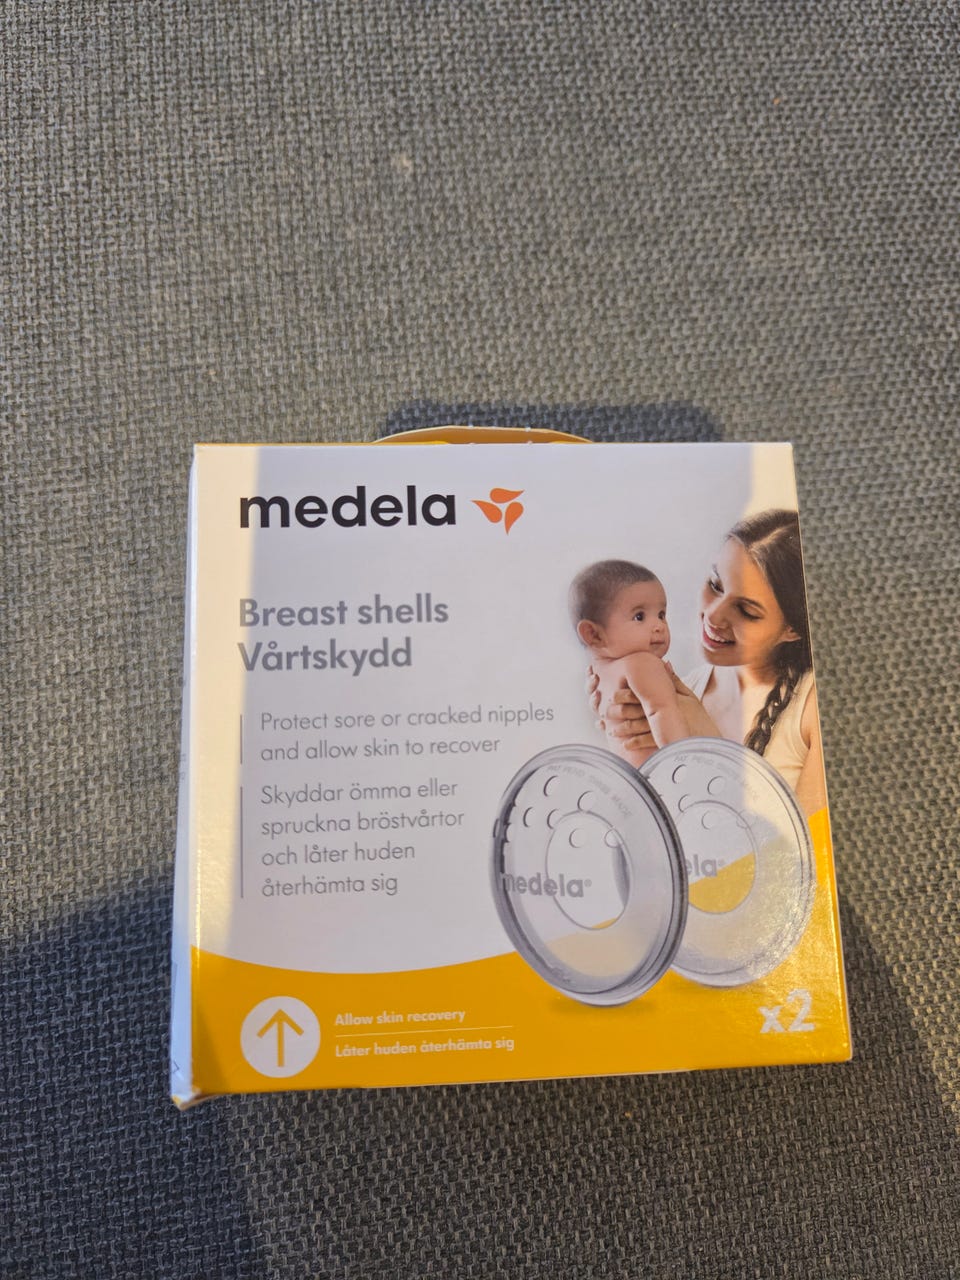 medela
Breast shells
Vårtskydd
Protect sore or cracked nipples
and allow skin to recover
Skyddar ömma eller
spruckna bröstvårtor
och låter huden
återhämta sig
medela®
ela®
x2
Allow skin recovery
Låter huden återhämta sig